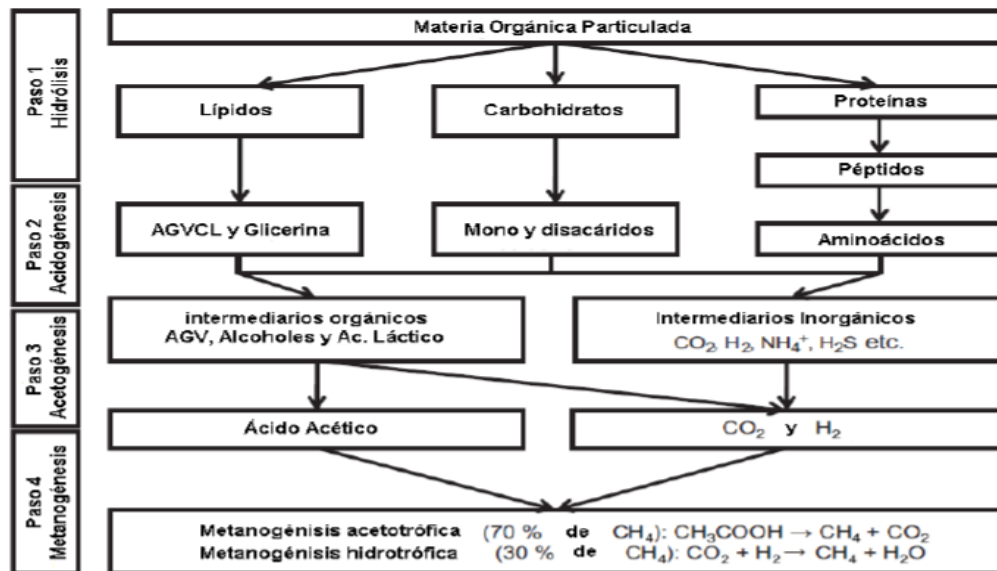 Materia Orgánica Particulada
Paso 1
Hidrólisis
Lípidos
Carbohidratos
Proteínas
Péptidos
Paso 2
Acidogénesis
AGVCL y Glicerina
Mono y disacáridos
Aminoácidos
intermediarios orgánicos
AGV, Alcoholes y Ac. Láctico
Intermediarios Inorgánicos
CO₂, H₂, NH₄⁺, H₂S etc.
Paso 3
Acetogénesis
Ácido Acético
CO₂ y H₂
Paso 4
Metanogénesis
Metanogénisis acetotrófica (70 % de CH₄): CH₃COOH → CH₄ + CO₂
Metanogénisis hidrotrófica (30 % de CH₄): CO₂ + H₂ → CH₄ + H₂O